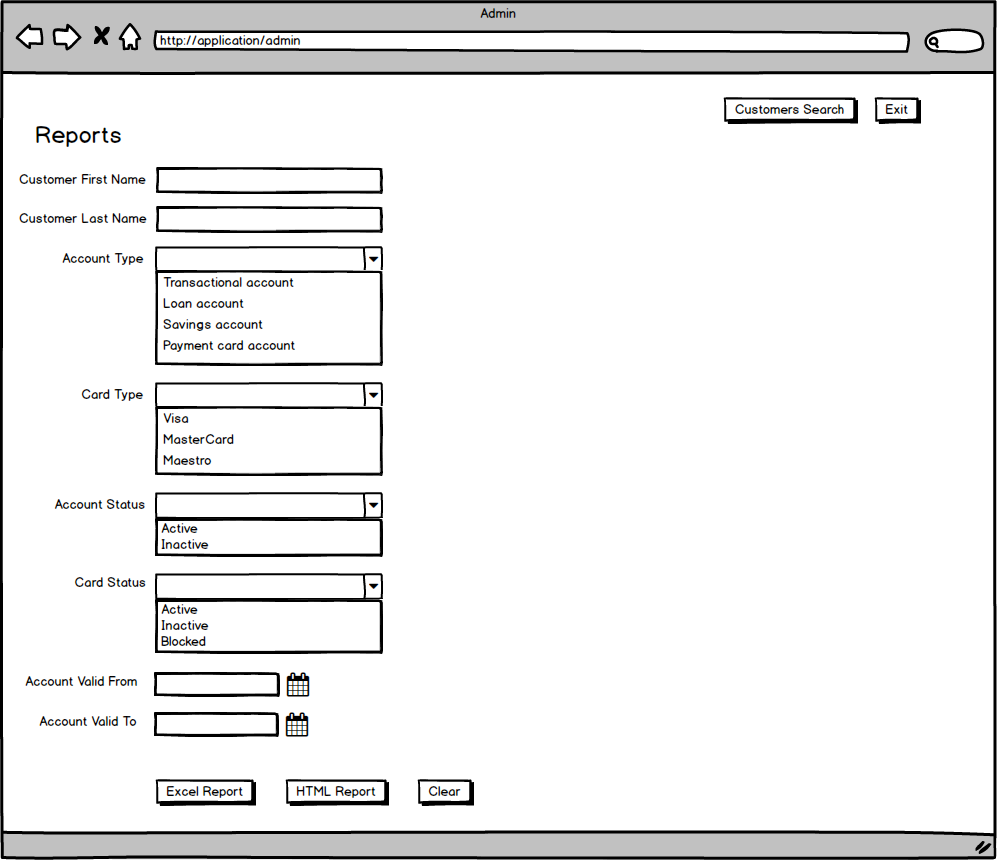 Admin
http://application/admin
Customers Search
Exit
Reports
Customer First Name
Customer Last Name
Account Type
Transactional account
Loan account
Savings account
Payment card account
Card Type
Visa
MasterCard
Maestro
Account Status
Active
Inactive
Card Status
Active
Inactive
Blocked
Account Valid From
Account Valid To
Excel Report
HTML Report
Clear